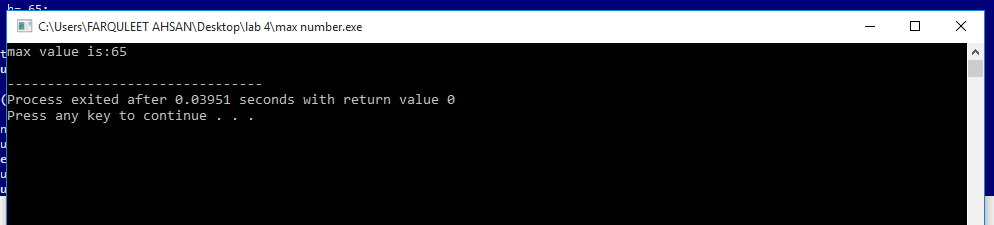 h= 65;
C:\Users\FARQULEET AHSAN\Desktop\lab 4\max number.exe
max value is:65
--------------------------------
Process exited after 0.03951 seconds with return value 0
Press any key to continue . . .